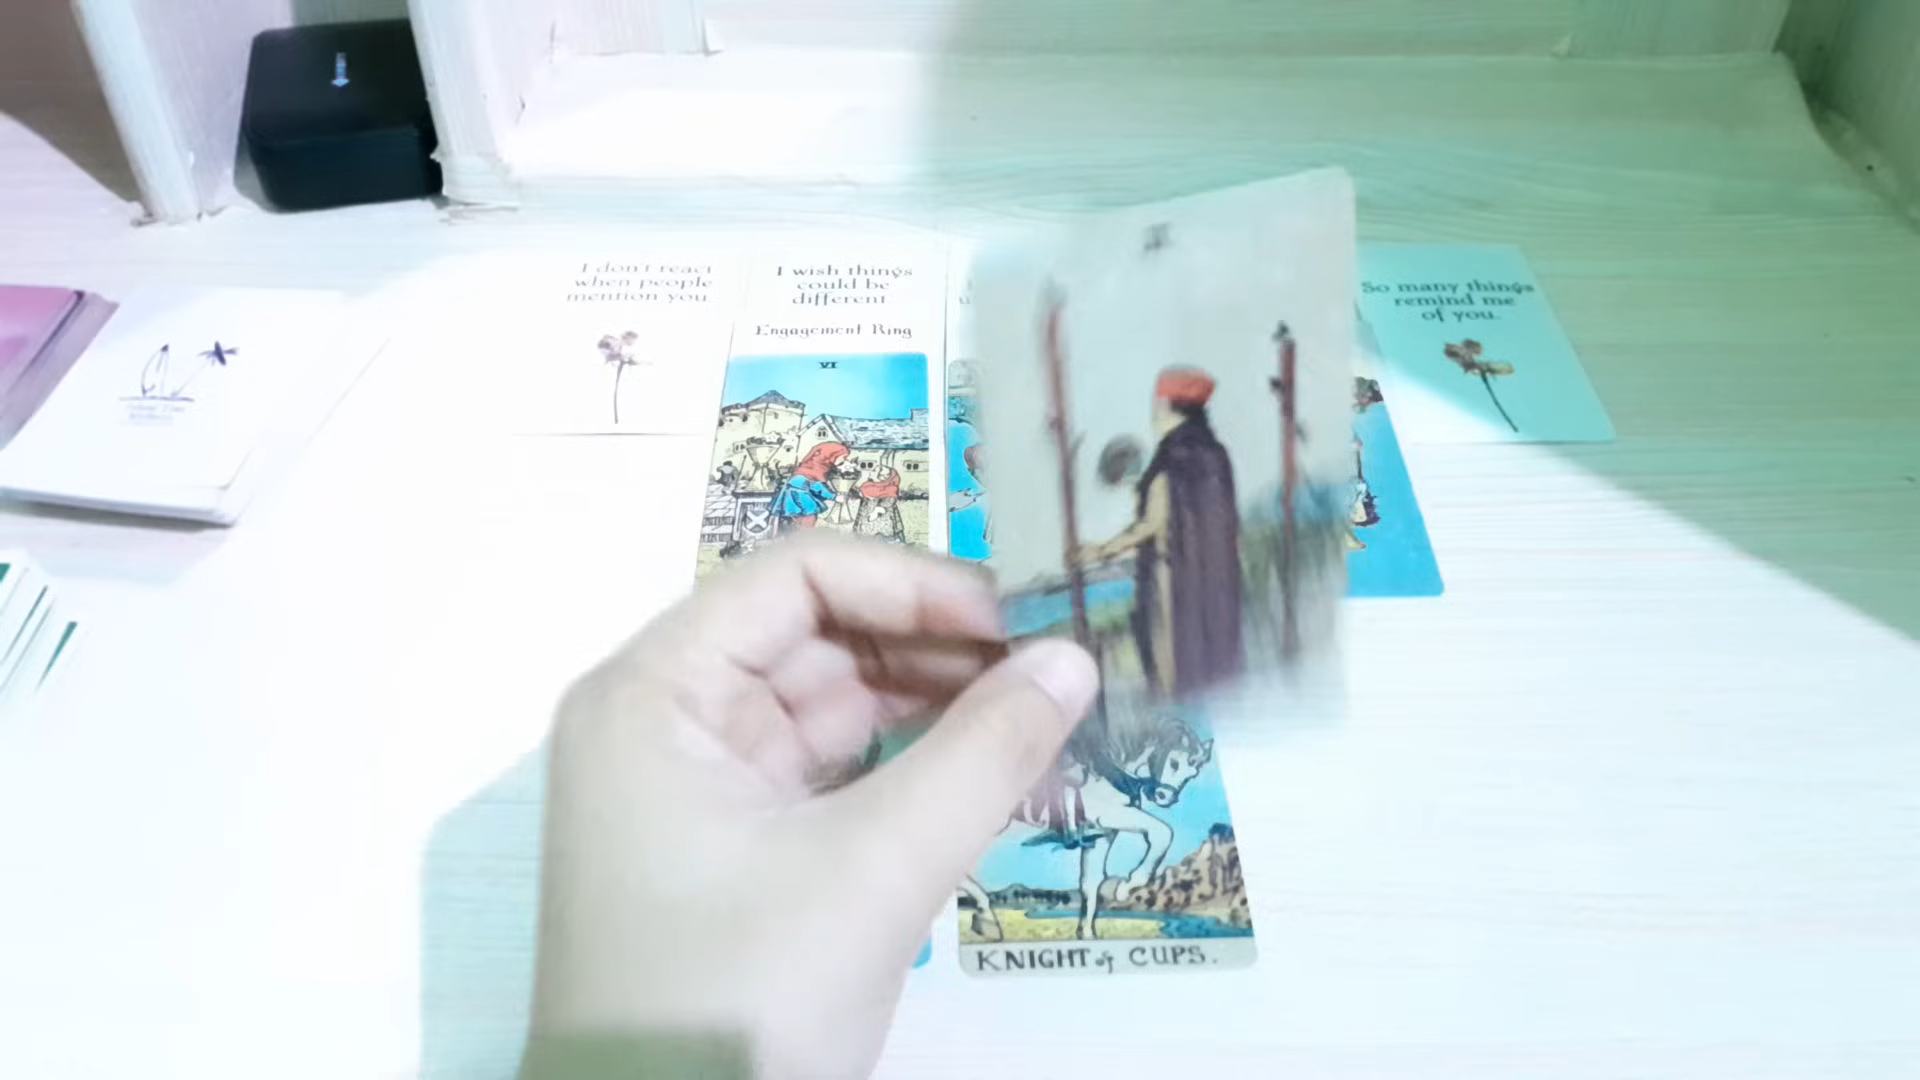 I don't react
when people
mention you.
I wish things
could be
different
Engagement Ring
VI
So many things
remind me
of you.
KNIGHT of CUPS.